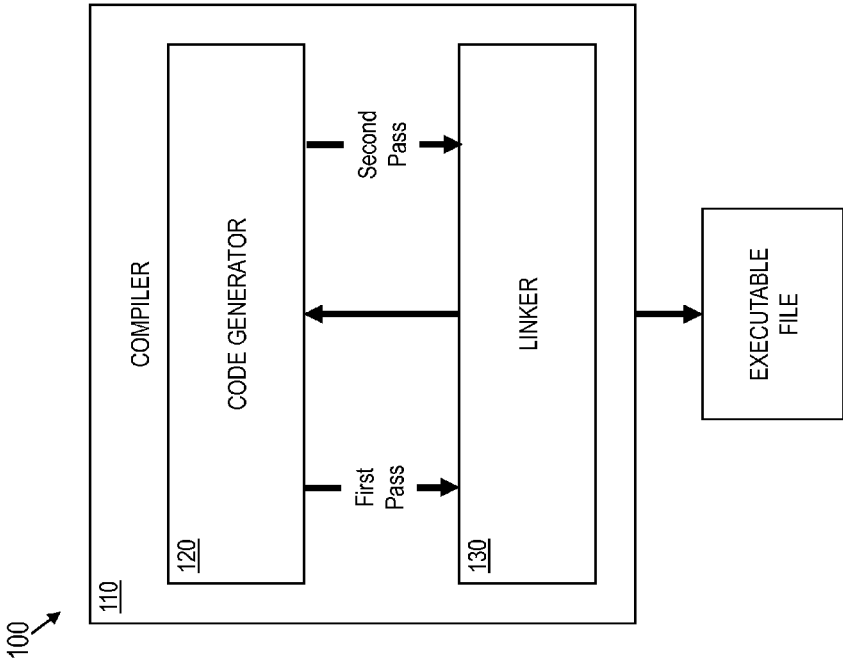 100
110
COMPILER
120
CODE GENERATOR
First
Pass
Second
Pass
130
LINKER
EXECUTABLE
FILE